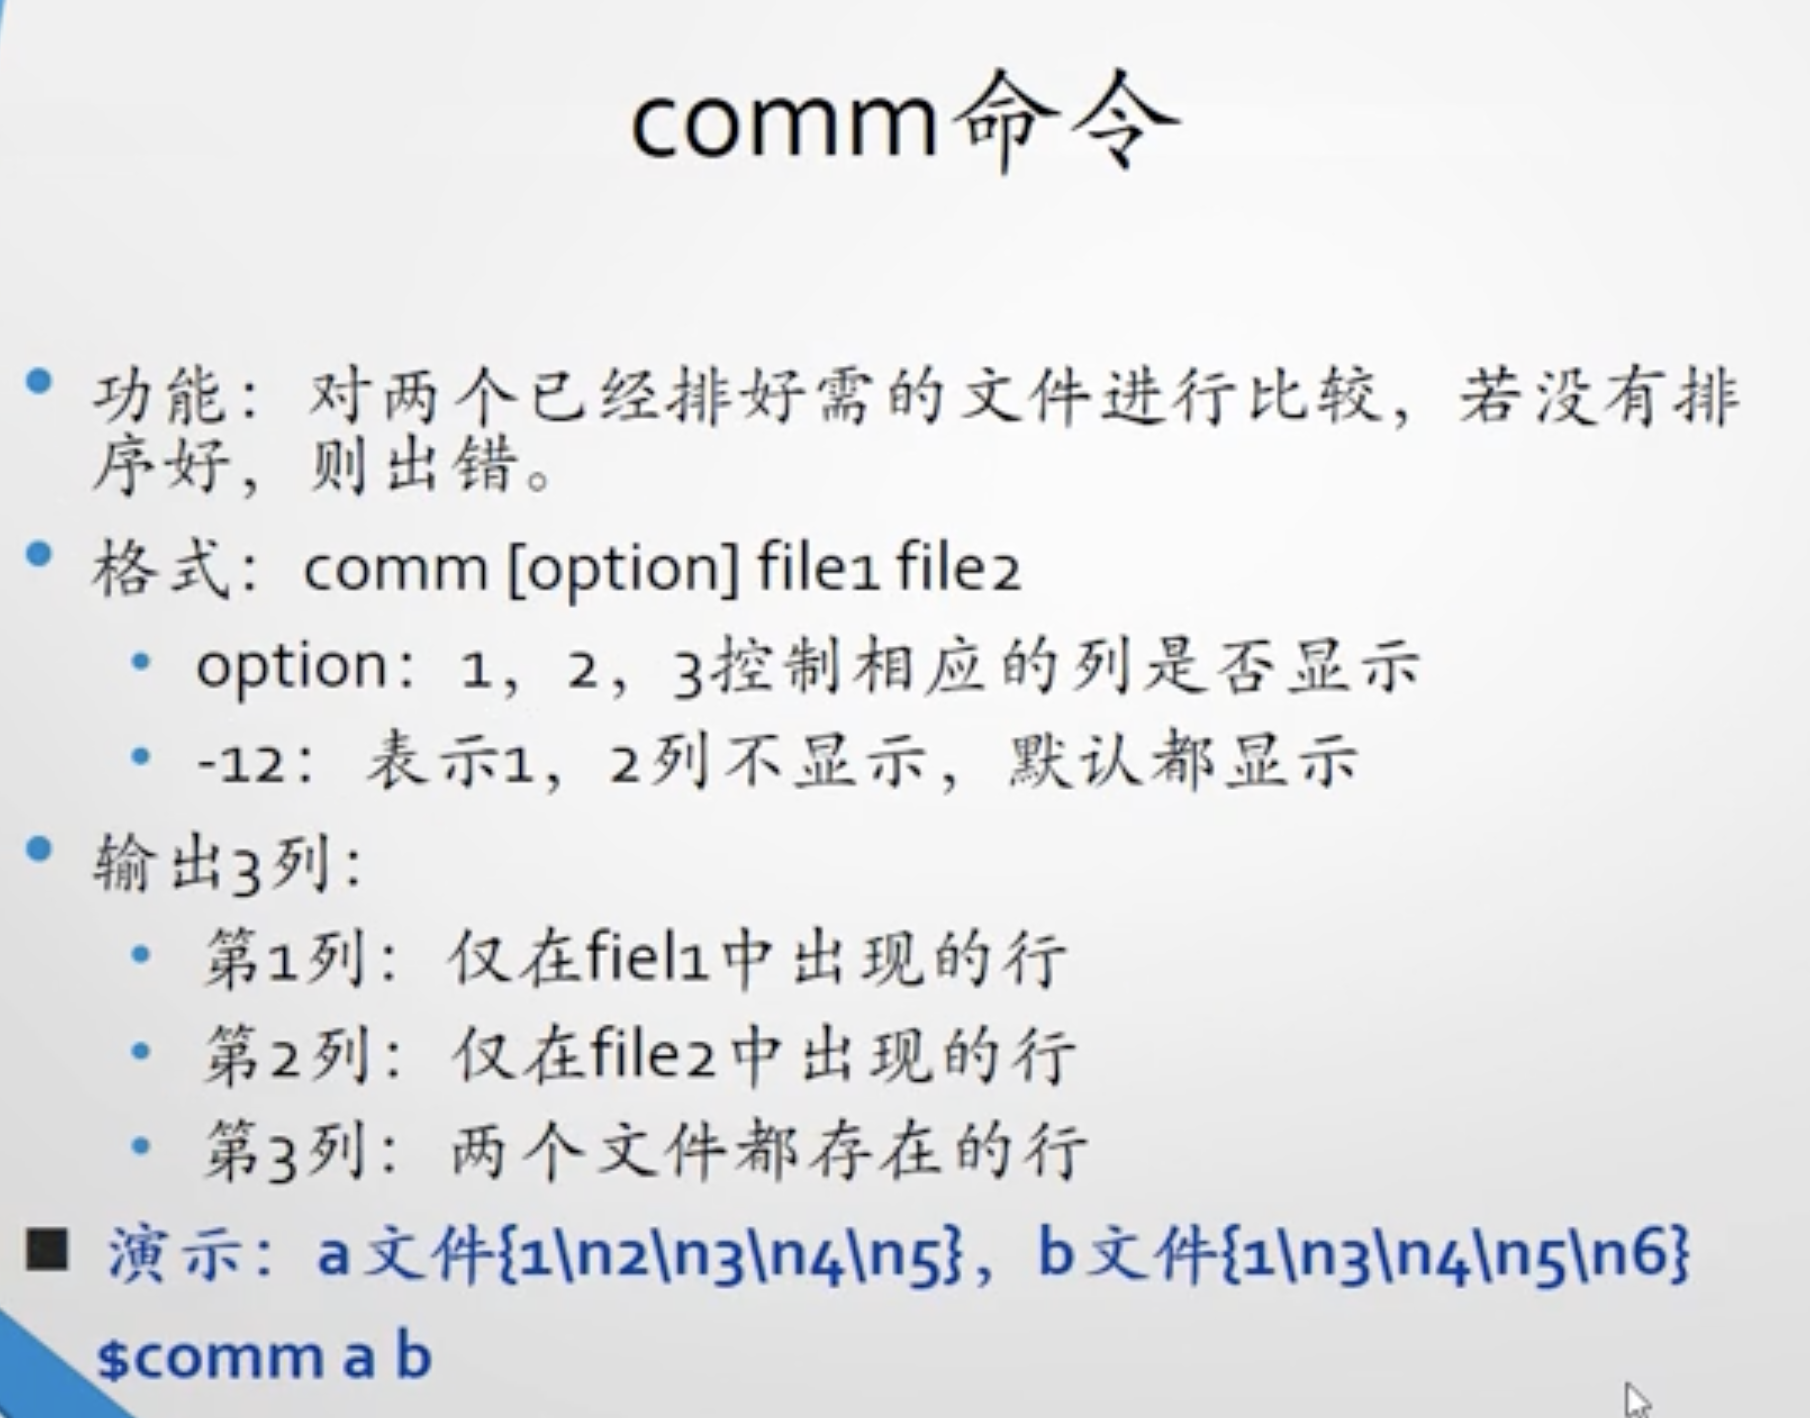 comm命令
功能：对两个已经排好需的文件进行比较，若没有排
序好，则出错。
格式：comm [option] file1 file2
option：1，2，3控制相应的列是否显示
-12：表示1，2列不显示，默认都显示
输出3列：
第1列：仅在fiel1中出现的行
第2列：仅在file2中出现的行
第3列：两个文件都存在的行
演示：a文件{1\n2\n3\n4\n5}，b文件{1\n3\n4\n5\n6}
$comm a b